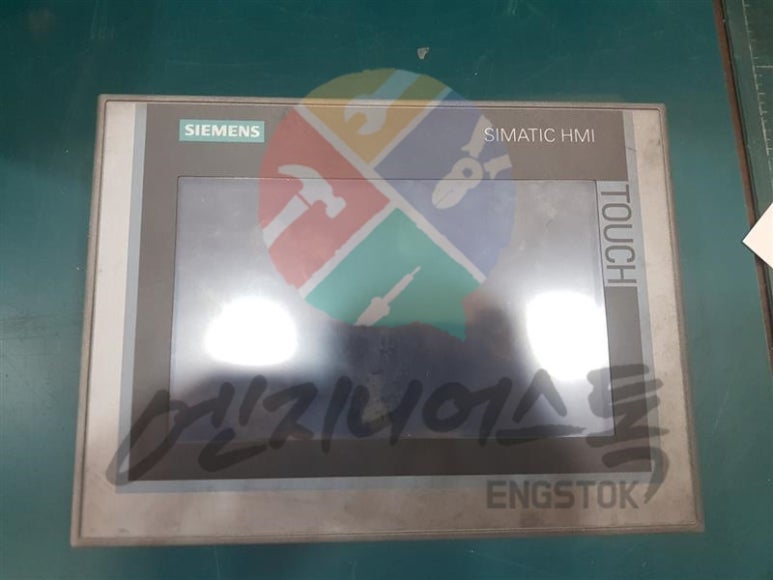 SIEMENS
SIMATIC HMI
TOUCH
엔지니어스톡
ENGSTOK